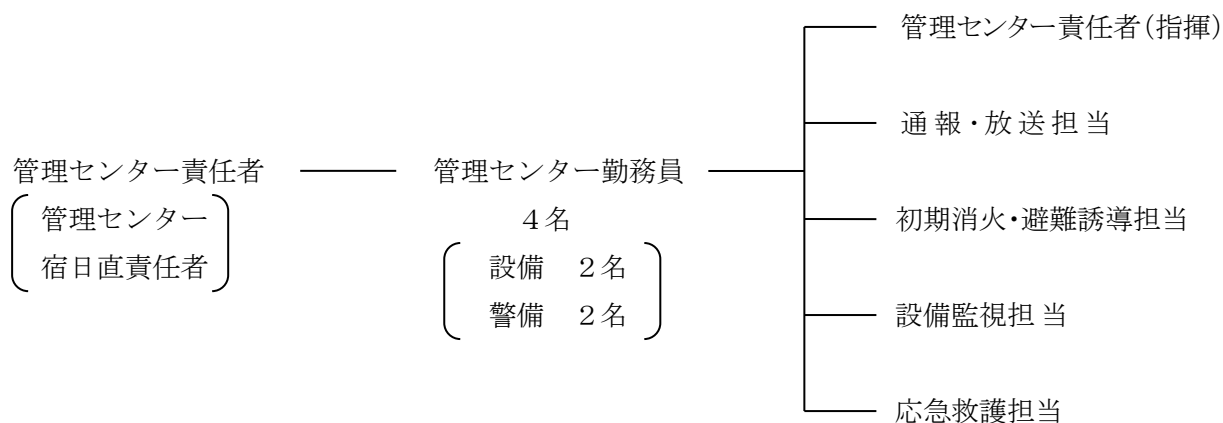 管理センター責任者(指揮)
通報・放送担当
管理センター責任者
管理センター
宿日直責任者
管理センター勤務員
4名
設備 2名
警備 2名
初期消火・避難誘導担当
設備監視担当
応急救護担当